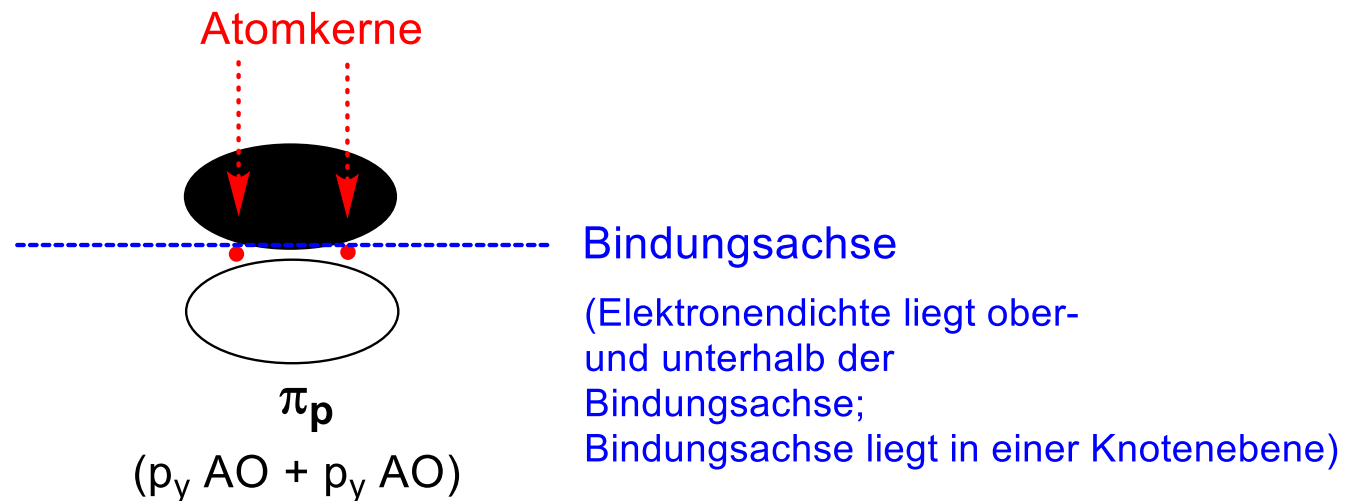 Atomkerne
Bindungsachse
(Elektronendichte liegt ober-
und unterhalb der
Bindungsachse;
Bindungsachse liegt in einer Knotenebene)
πp
(py AO + py AO)